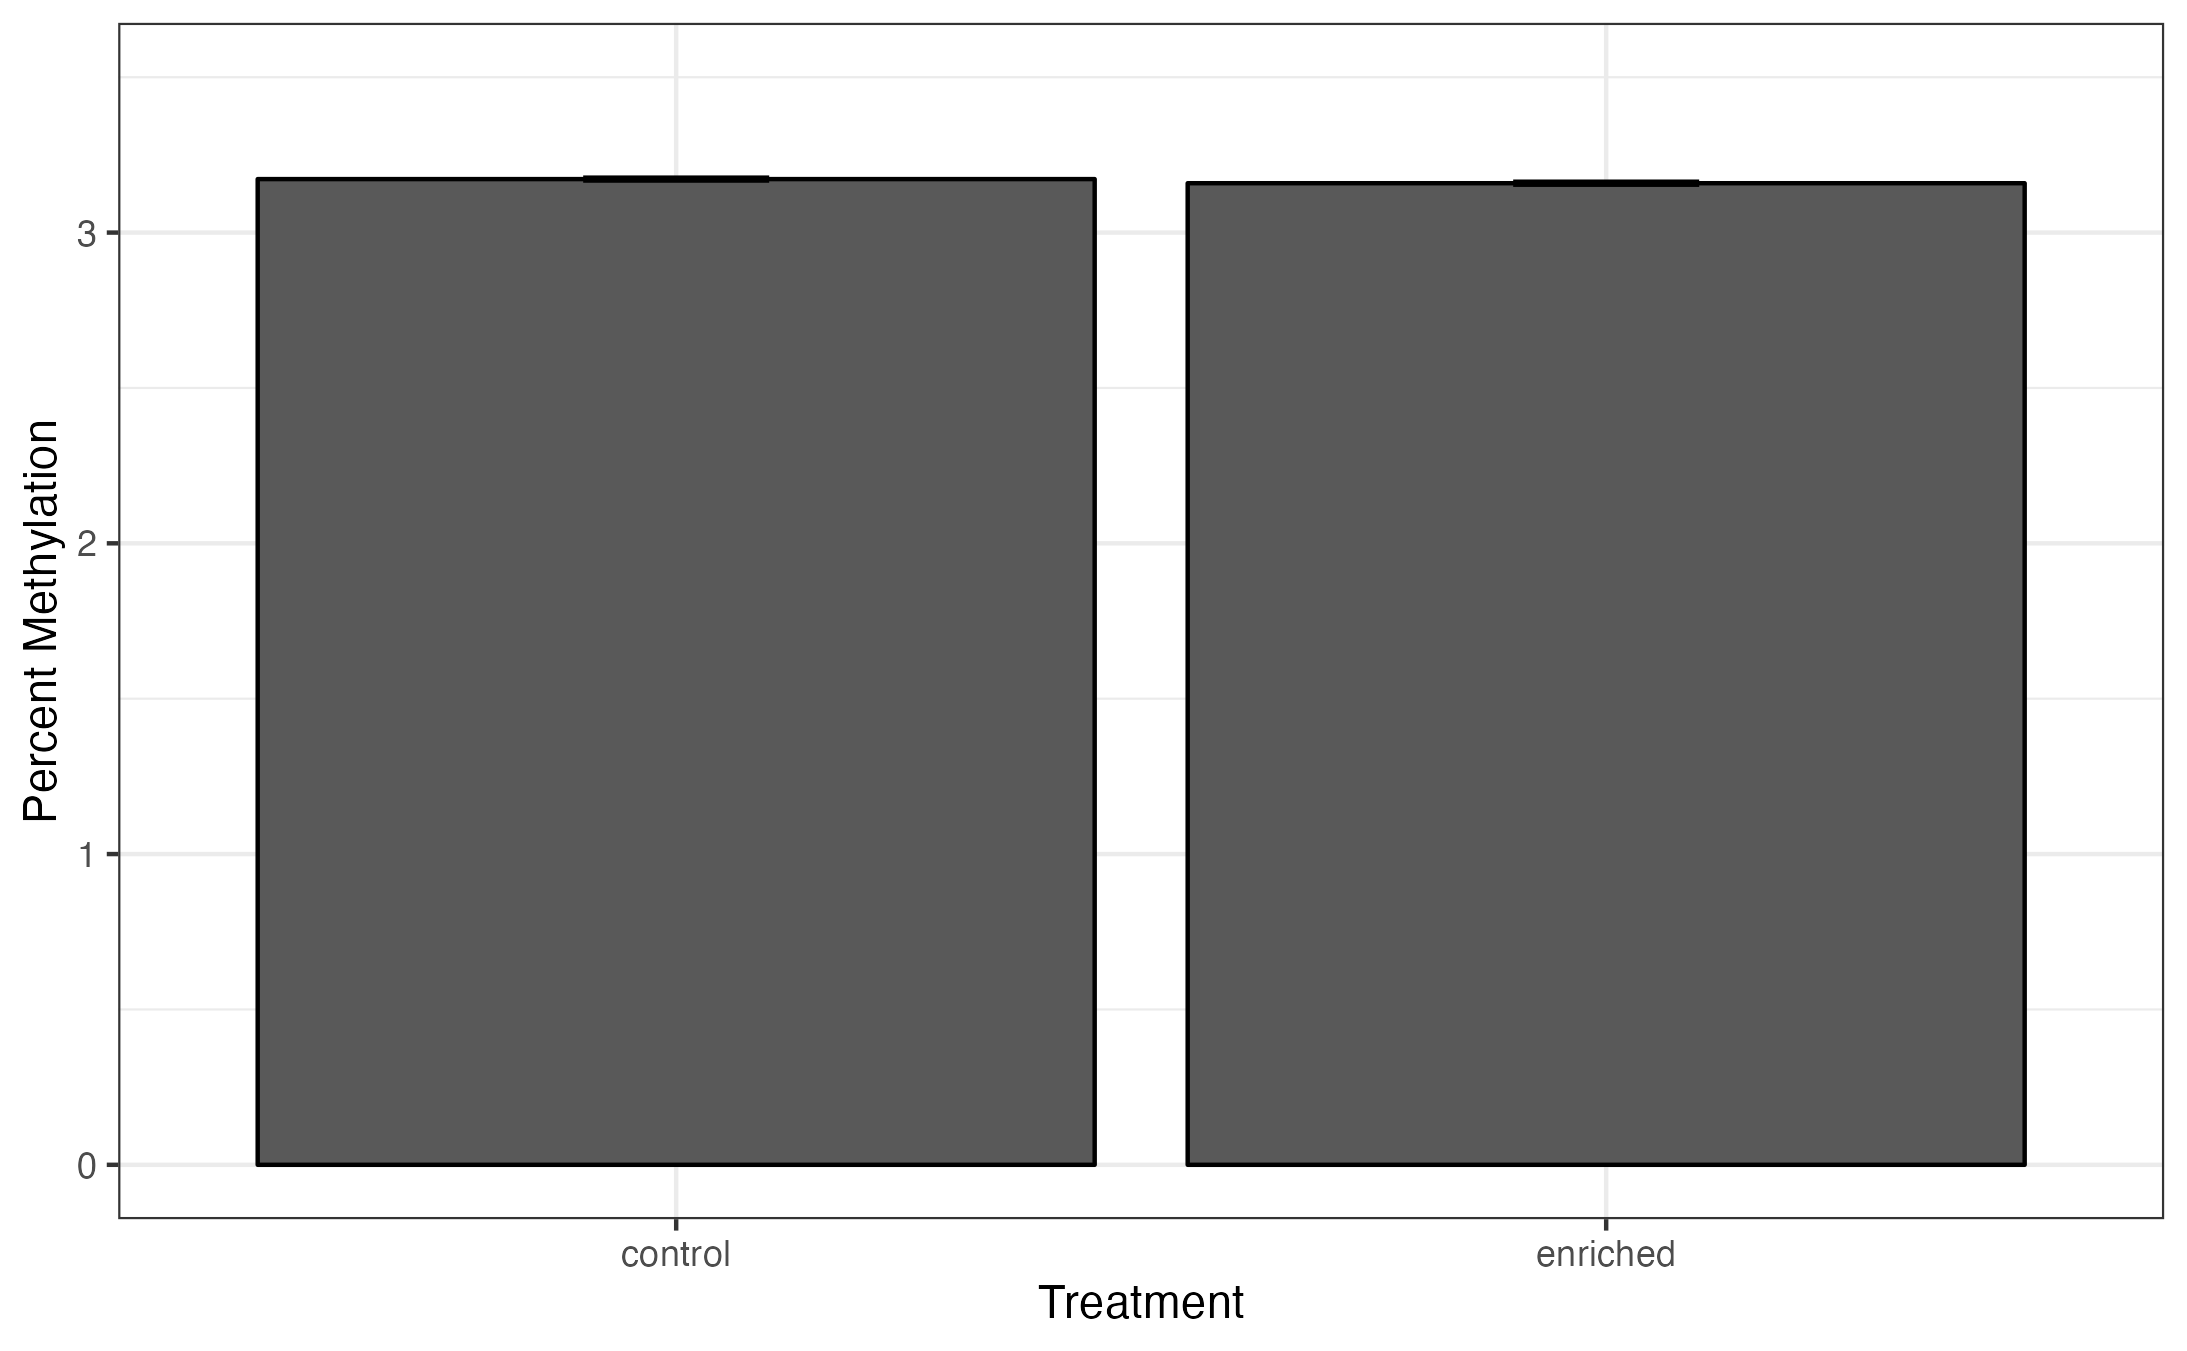 Percent Methylation
3
2
1
0
control
enriched
Treatment